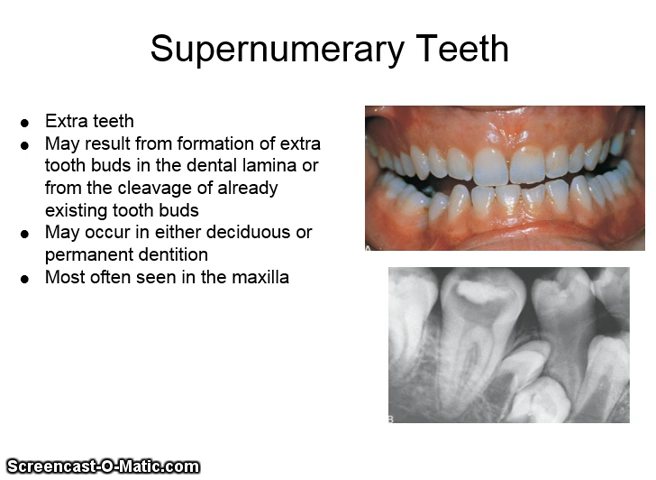 Supernumerary Teeth
● Extra teeth
● May result from formation of extra
tooth buds in the dental lamina or
from the cleavage of already
existing tooth buds
● May occur in either deciduous or
permanent dentition
● Most often seen in the maxilla
A
B
Screencast-O-Matic.com